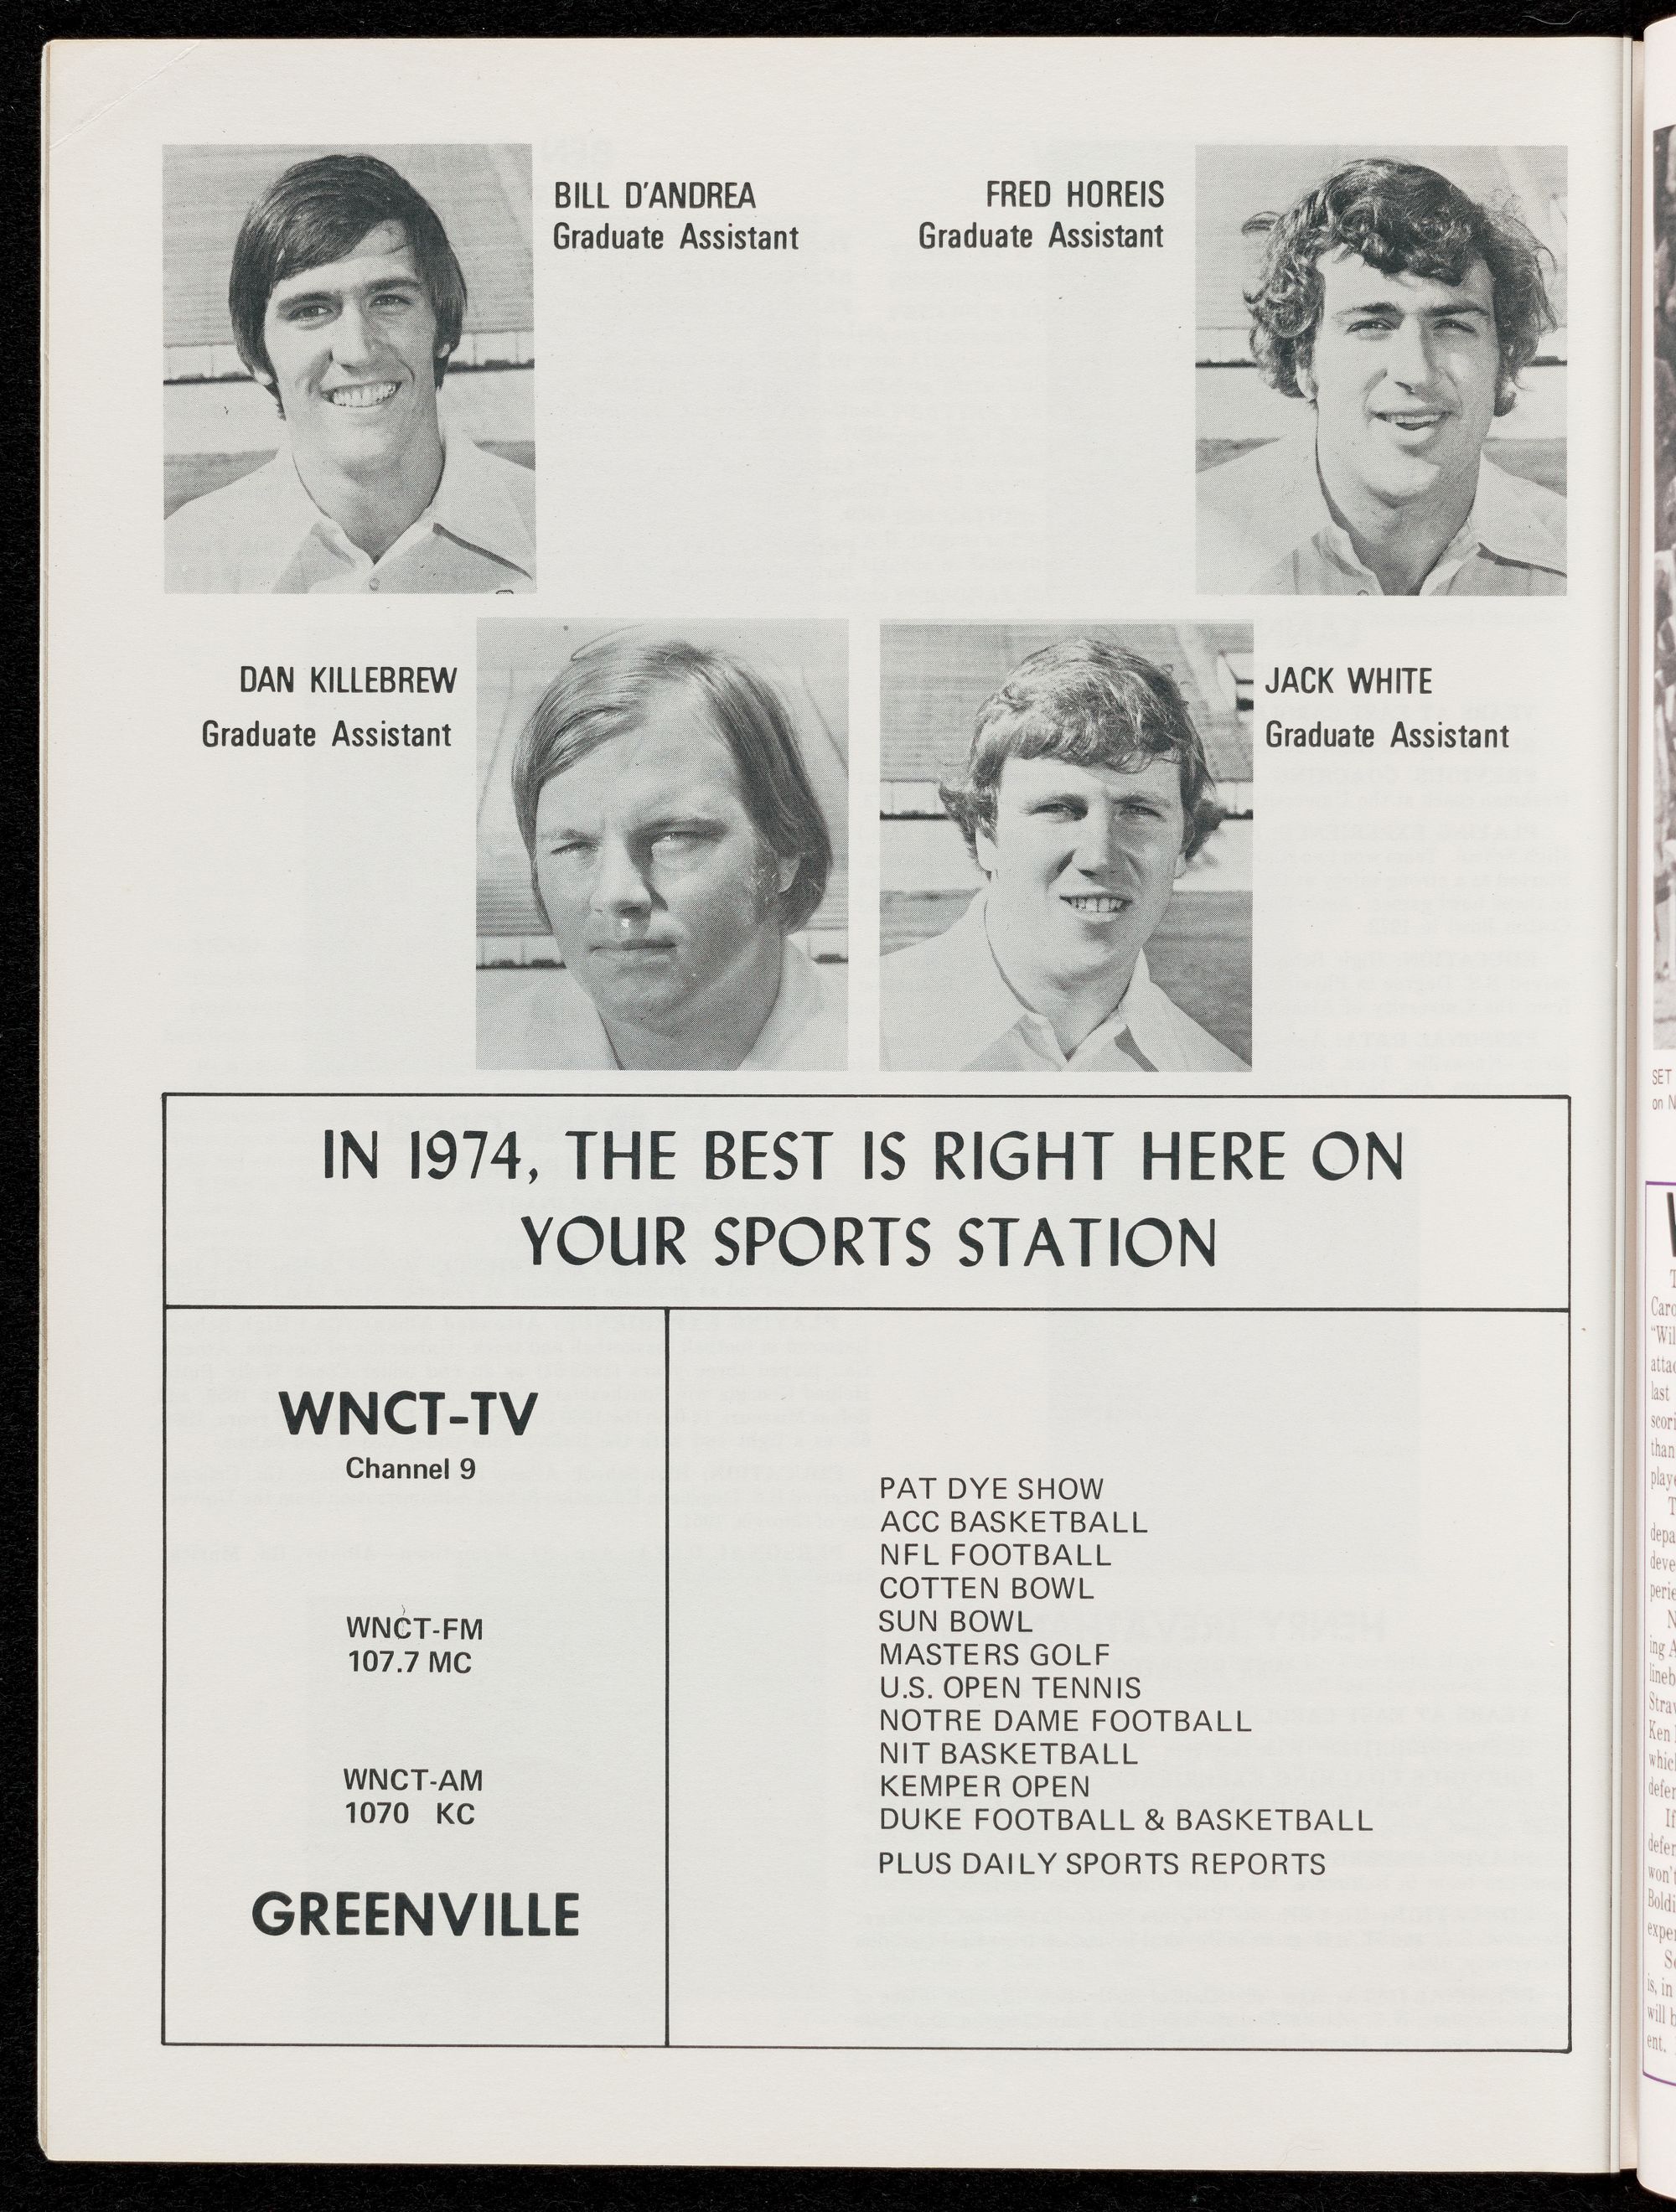 BILL D'ANDREA
Graduate Assistant
FRED HOREIS
Graduate Assistant
DAN KILLEBREW
Graduate Assistant
JACK WHITE
Graduate Assistant
IN 1974, THE BEST IS RIGHT HERE ON
YOUR SPORTS STATION
WNCT-TV
Channel 9
WNCT-FM
107.7 MC
WNCT-AM
1070 KC
GREENVILLE
PAT DYE SHOW
ACC BASKETBALL
NFL FOOTBALL
COTTEN BOWL
SUN BOWL
MASTERS GOLF
U.S. OPEN TENNIS
NOTRE DAME FOOTBALL
NIT BASKETBALL
KEMPER OPEN
DUKE FOOTBALL & BASKETBALL
PLUS DAILY SPORTS REPORTS
SET
on N